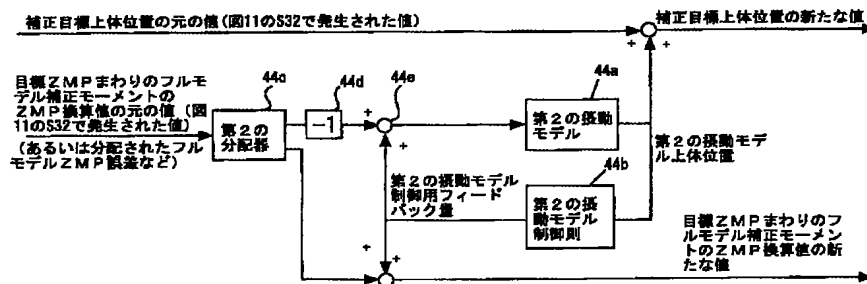 補正目標上体位置の元の値(図11のS32で発生された値)
補正目標上体位置の新たな値
目標ZMPまわりのフルモ
デル補正モーメントの
ZMP換算値の元の値(図
11のS32で発生された値)
(あるいは分配されたフル
モデルZMP誤差など)
44c
第2の
分配器
44d
-1
44e
44a
第2の摂動
モデル
第2の摂動モデ
ル上体位置
44b
第2の摂
動モデル
制御則
第2の摂動モデル
制御用フィード
バック量
目標ZMPまわりのフ
ルモデル補正モーメン
トのZMP換算値の新
たな値
+ +
+
+
+ +